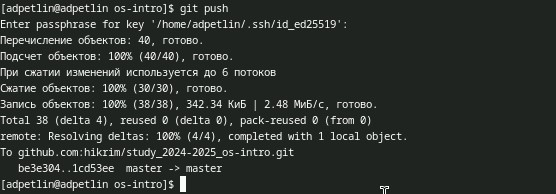 [adpetlin@adpetlin os-intro]$ git push
Enter passphrase for key '/home/adpetlin/.ssh/id_ed25519':
Перечисление объектов: 40, готово.
Подсчет объектов: 100% (40/40), готово.
При сжатии изменений используется до 6 потоков
Сжатие объектов: 100% (30/30), готово.
Запись объектов: 100% (38/38), 342.34 КиБ | 2.48 МиБ/с, готово.
Total 38 (delta 4), reused 0 (delta 0), pack-reused 0 (from 0)
remote: Resolving deltas: 100% (4/4), completed with 1 local object.
To github.com:hikrim/study_2024-2025_os-intro.git
be3e304..1cd53ee  master -> master
[adpetlin@adpetlin os-intro]$